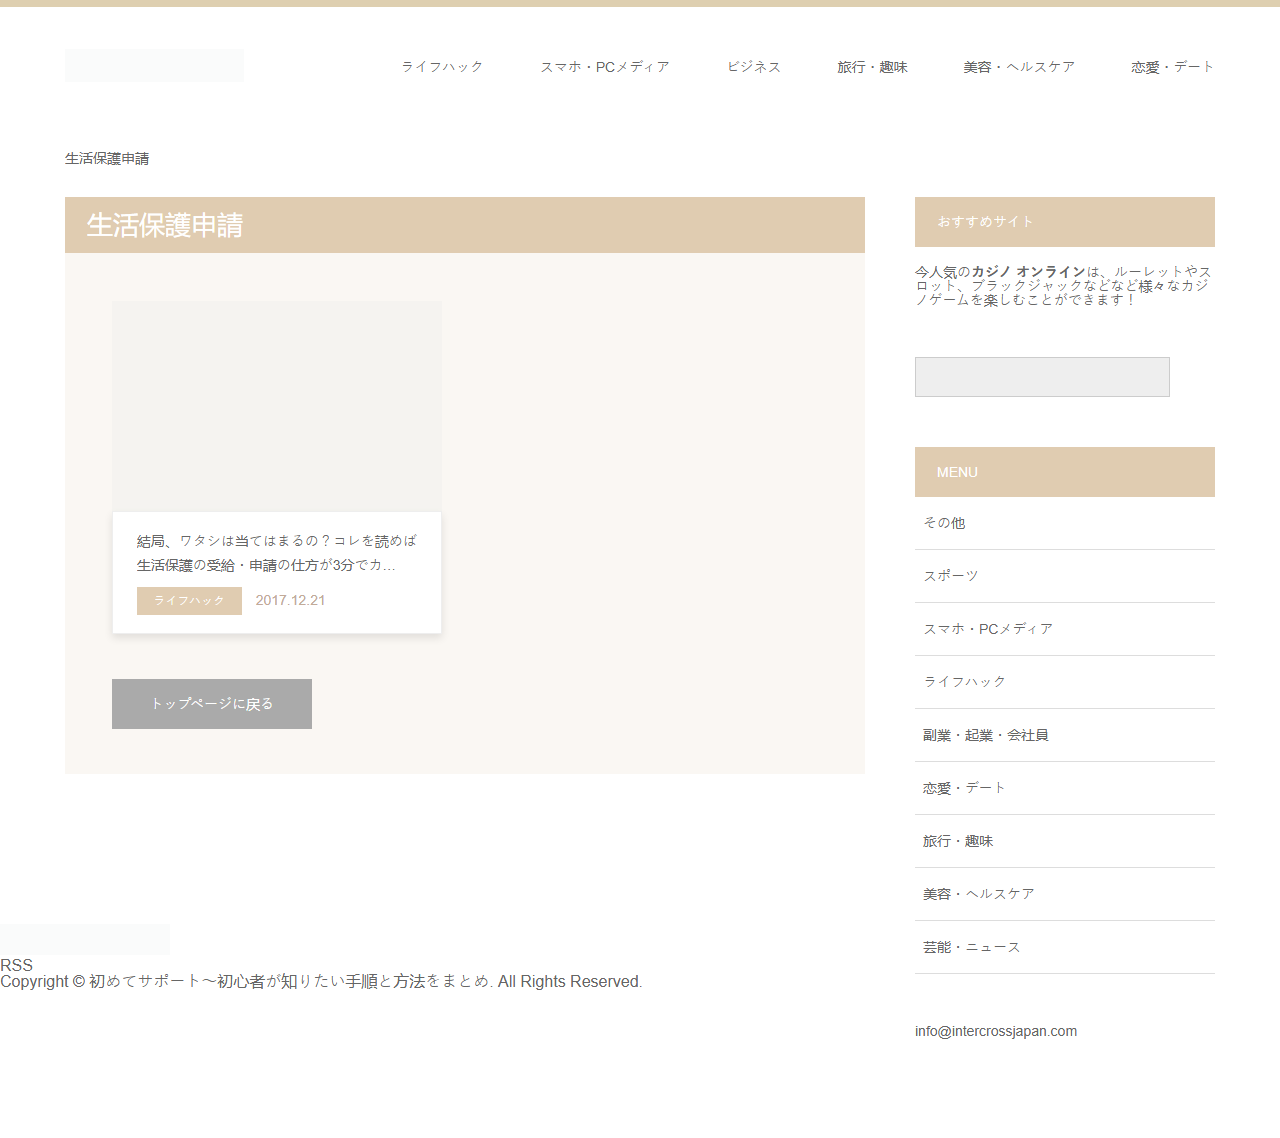 ライフハック スマホ・PCメディア ビジネス 旅行・趣味 美容・ヘルスケア 恋愛・デート
生活保護申請
生活保護申請
結局、ワタシは当てはまるの？コレを読めば
生活保護の受給・申請の仕方が3分でカ…
ライフハック 2017.12.21
トップページに戻る
おすすめサイト
今人気のカジノ オンラインは、ルーレットやス
ロット、ブラックジャックなどなど様々なカジ
ノゲームを楽しむことができます！
MENU
その他
スポーツ
スマホ・PCメディア
ライフハック
副業・起業・会社員
恋愛・デート
旅行・趣味
美容・ヘルスケア
芸能・ニュース
info@intercrossjapan.com
RSS
Copyright © 初めてサポート〜初心者が知りたい手順と方法をまとめ. All Rights Reserved.